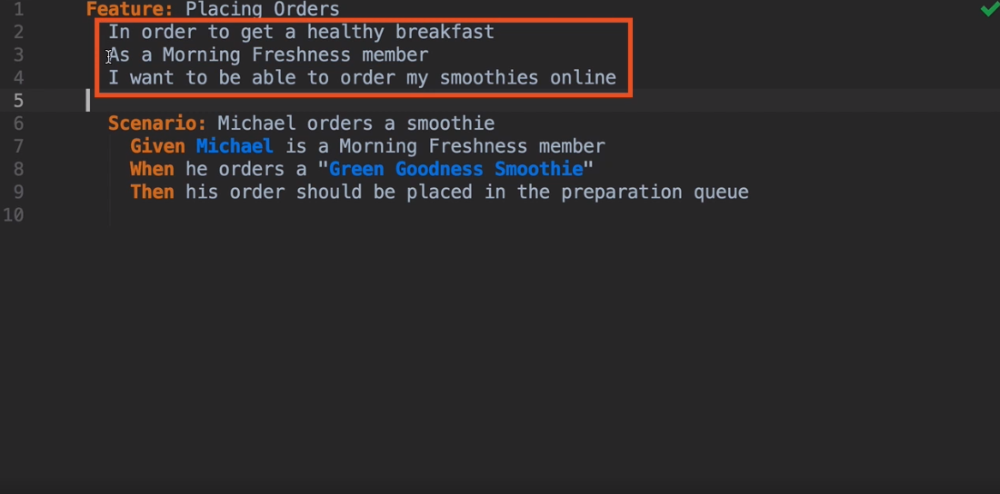 1 Feature: Placing Orders
2 In order to get a healthy breakfast
3 As a Morning Freshness member
4 I want to be able to order my smoothies online
5
6 Scenario: Michael orders a smoothie
7 Given Michael is a Morning Freshness member
8 When he orders a "Green Goodness Smoothie"
9 Then his order should be placed in the preparation queue
10